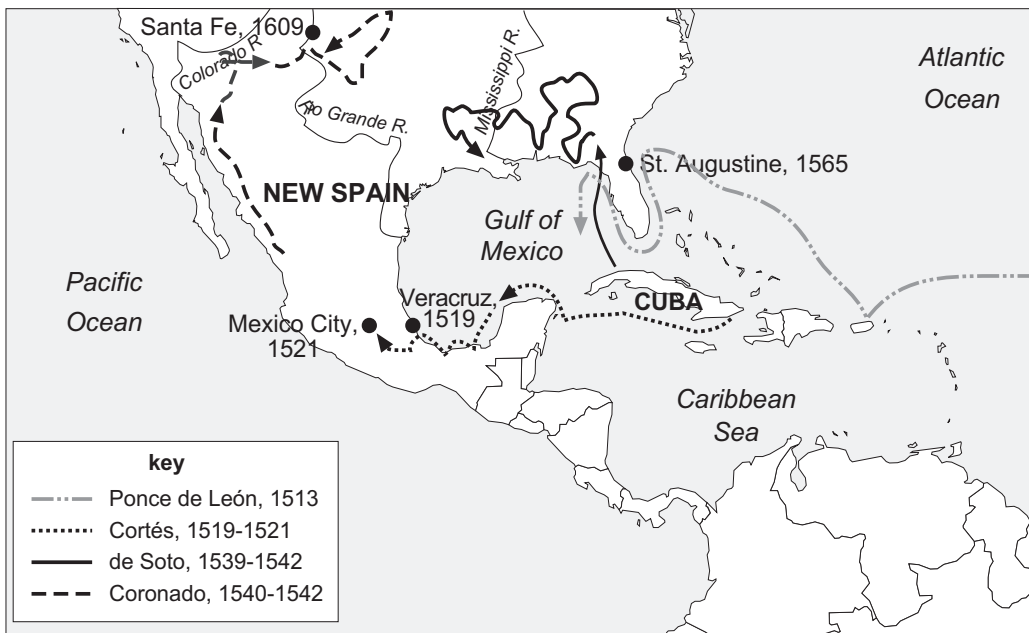 Santa Fe, 1609
Colorado R.
Rio Grande R.
Mississippi R.
Atlantic
Ocean
St. Augustine, 1565
NEW SPAIN
Gulf of
Mexico
Pacific
Ocean
CUBA
Veracruz,
1519
Mexico City,
1521
Caribbean
Sea
key
Ponce de León, 1513
Cortés, 1519-1521
de Soto, 1539-1542
Coronado, 1540-1542